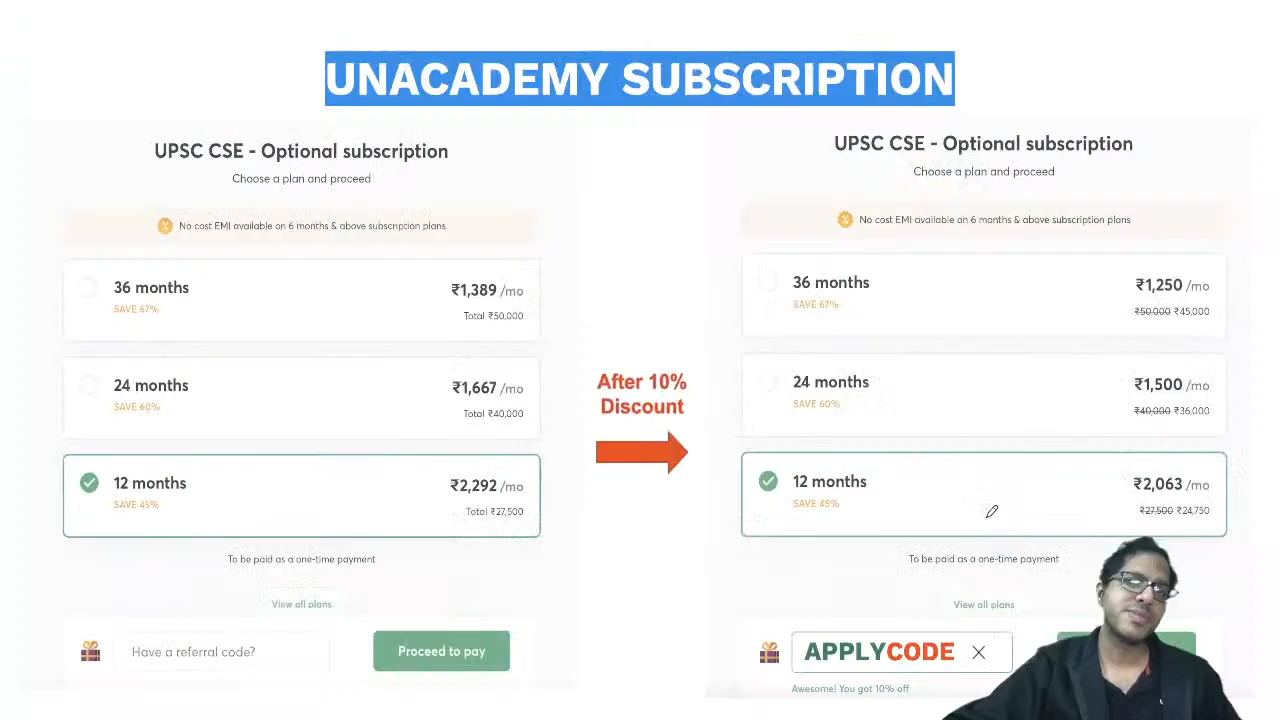 UNACADEMY SUBSCRIPTION
UPSC CSE - Optional subscription
Choose a plan and proceed
No cost EMI available on 6 months & above subscription plans
36 months
₹1,389 /mo
SAVE 67%
Total ₹50,000
24 months
₹1,667 /mo
SAVE 60%
Total ₹40,000
12 months
₹2,292 /mo
SAVE 45%
Total ₹27,500
To be paid as a one-time payment
View all plans
Have a referral code?
Proceed to pay
After 10%
Discount
UPSC CSE - Optional subscription
Choose a plan and proceed
No cost EMI available on 6 months & above subscription plans
36 months
₹1,250 /mo
SAVE 67%
₹50,000 ₹45,000
24 months
₹1,500 /mo
SAVE 60%
₹40,000 ₹36,000
12 months
₹2,063 /mo
SAVE 45%
₹27,500 ₹24,750
To be paid as a one-time payment
View all plans
APPLYCODE
Awesome! You got 10% off